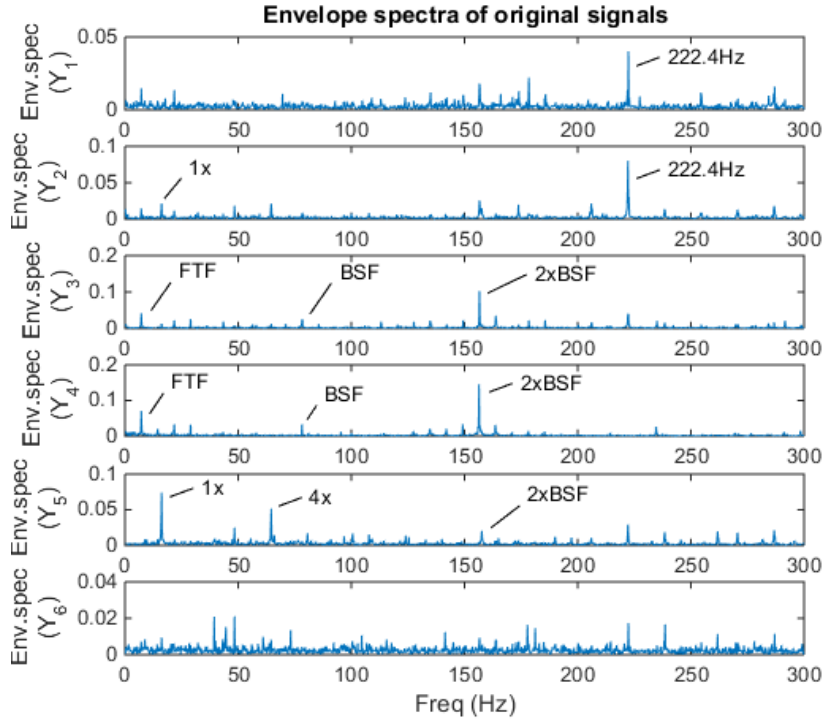 Envelope spectra of original signals
Env.spec
(Y1)
0.05
0
222.4Hz
0 50 100 150 200 250 300
Env.spec
(Y2)
0.1
0.05
0
1x
222.4Hz
0 50 100 150 200 250 300
Env.spec
(Y3)
0.2
0.1
0
FTF
BSF
2xBSF
0 50 100 150 200 250 300
Env.spec
(Y4)
0.2
0.1
0
FTF
BSF
2xBSF
0 50 100 150 200 250 300
Env.spec
(Y5)
0.1
0.05
0
1x
4x
2xBSF
0 50 100 150 200 250 300
Env.spec
(Y6)
0.04
0.02
0
0 50 100 150 200 250 300
Freq (Hz)